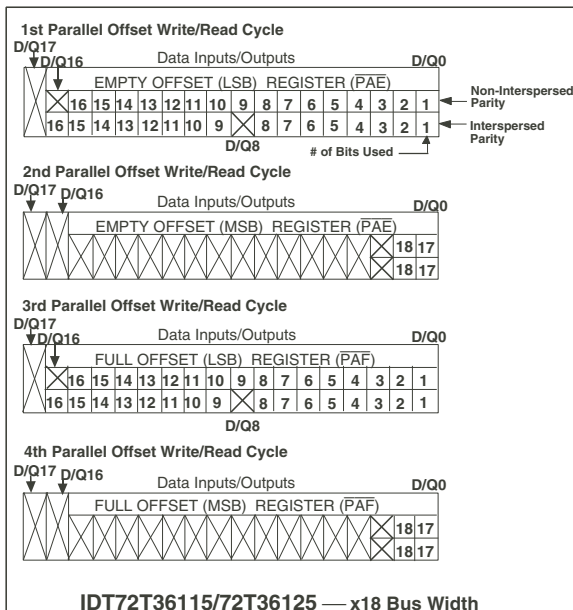 1st Parallel Offset Write/Read Cycle
D/Q17
D/Q16
Data Inputs/Outputs
D/Q0
EMPTY OFFSET (LSB) REGISTER (PAE)
16 15 14 13 12 11 10 9 8 7 6 5 4 3 2 1
Non-Interspersed
Parity
16 15 14 13 12 11 10 9 8 7 6 5 4 3 2 1
Interspersed
Parity
D/Q8
# of Bits Used
2nd Parallel Offset Write/Read Cycle
D/Q17
D/Q16
Data Inputs/Outputs
D/Q0
EMPTY OFFSET (MSB) REGISTER (PAE)
18 17
18 17
3rd Parallel Offset Write/Read Cycle
D/Q17
D/Q16
Data Inputs/Outputs
D/Q0
FULL OFFSET (LSB) REGISTER (PAF)
16 15 14 13 12 11 10 9 8 7 6 5 4 3 2 1
16 15 14 13 12 11 10 9 8 7 6 5 4 3 2 1
D/Q8
4th Parallel Offset Write/Read Cycle
D/Q17
D/Q16
Data Inputs/Outputs
D/Q0
FULL OFFSET (MSB) REGISTER (PAF)
18 17
18 17
IDT72T36115/72T36125 — x18 Bus Width